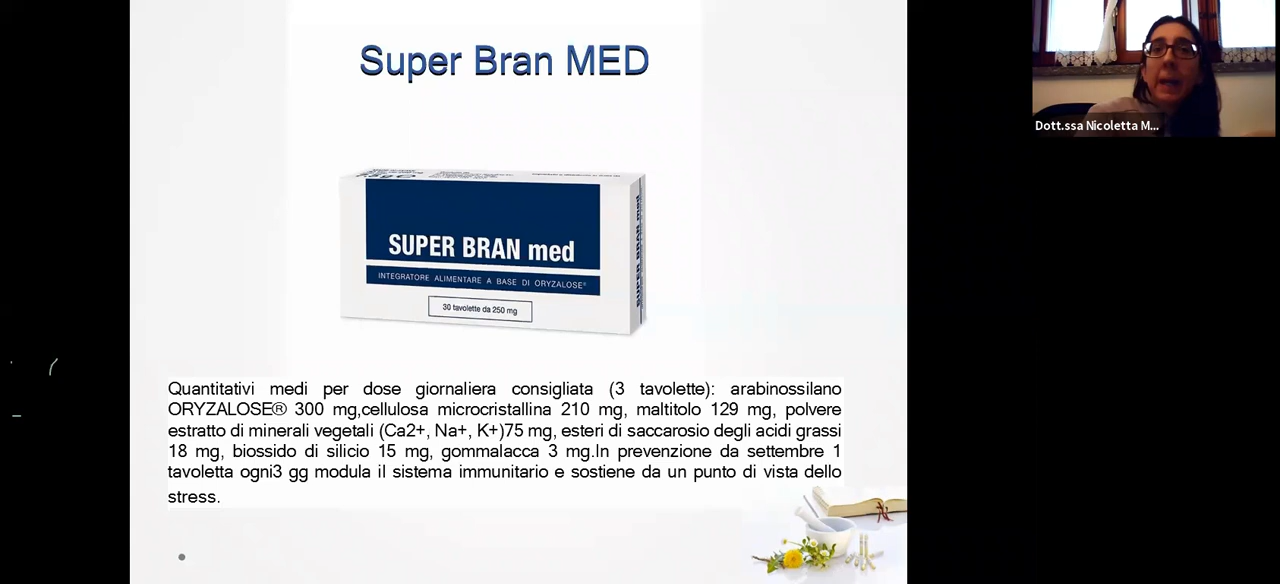 Super Bran MED
Dott.ssa Nicoletta M...
SUPER BRAN med
INTEGRATORE ALIMENTARE A BASE DI ORYZALOSE®
30 tavolette da 250 mg
SUPER BRAN med
Quantitativi medi per dose giornaliera consigliata (3 tavolette): arabinossilano
ORYZALOSE® 300 mg,cellulosa microcristallina 210 mg, maltitolo 129 mg, polvere
estratto di minerali vegetali (Ca2+, Na+, K+)75 mg, esteri di saccarosio degli acidi grassi
18 mg, biossido di silicio 15 mg, gommalacca 3 mg.In prevenzione da settembre 1
tavoletta ogni3 gg modula il sistema immunitario e sostiene da un punto di vista dello
stress.